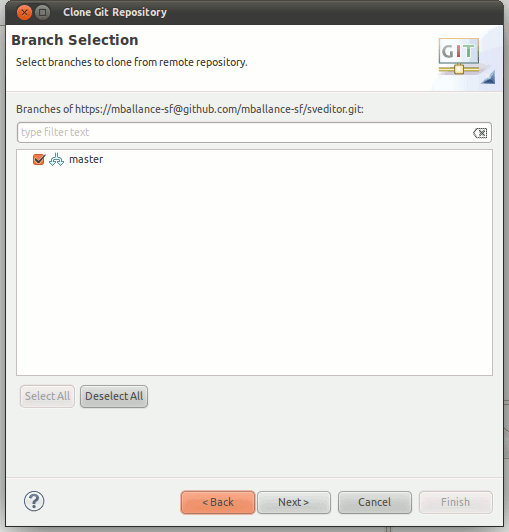 Clone Git Repository
Branch Selection
Select branches to clone from remote repository.
GIT
Branches of https://mballance-sf@github.com/mballance-sf/sveditor.git:
type filter text
master
Select All
Deselect All
?
< Back
Next >
Cancel
Finish